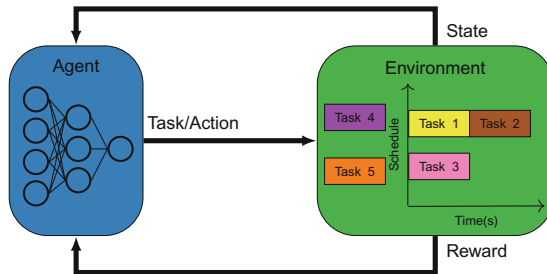 State
Agent
Environment
Task/Action
Task 4
Task 1
Task 2
Schedule
Task 5
Task 3
Time(s)
Reward